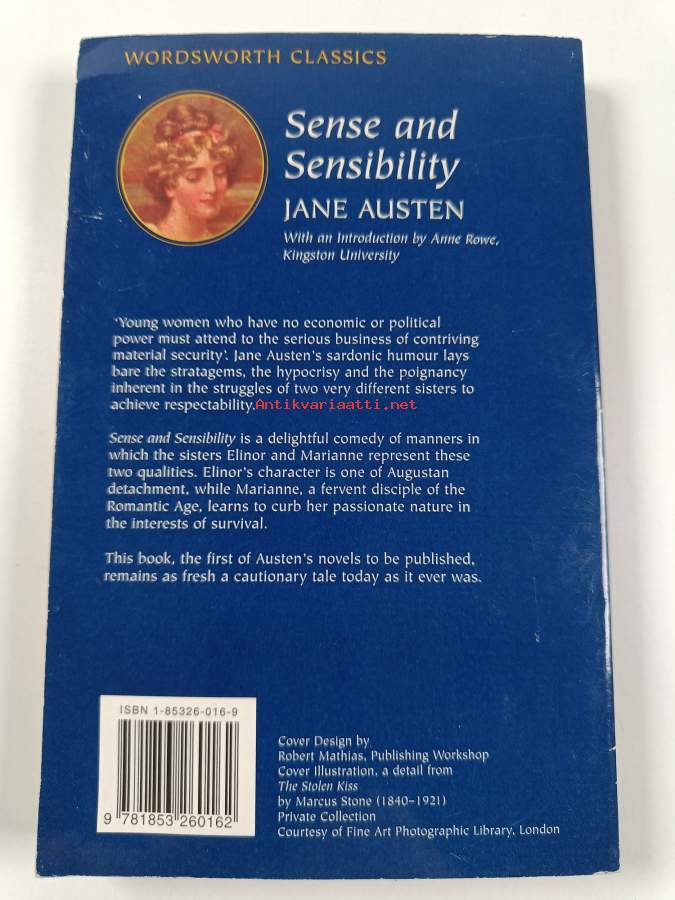 WORDSWORTH CLASSICS
Sense and
Sensibility
JANE AUSTEN
With an Introduction by Anne Rowe,
Kingston University
'Young women who have no economic or political
power must attend to the serious business of contriving
material security'. Jane Austen's sardonic humour lays
bare the stratagems, the hypocrisy and the poignancy
inherent in the struggles of two very different sisters to
achieve respectability.
Antikvariaatti.net
Sense and Sensibility is a delightful comedy of manners in
which the sisters Elinor and Marianne represent these
two qualities. Elinor's character is one of Augustan
detachment, while Marianne, a fervent disciple of the
Romantic Age, learns to curb her passionate nature in
the interests of survival.
This book, the first of Austen's novels to be published,
remains as fresh a cautionary tale today as it ever was.
ISBN 1-85326-016-9
9 781853 260162
Cover Design by
Robert Mathias, Publishing Workshop
Cover Illustration, a detail from
The Stolen Kiss
by Marcus Stone (1840–1921)
Private Collection
Courtesy of Fine Art Photographic Library, London